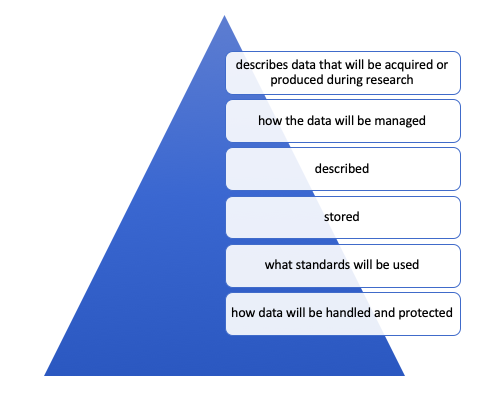 describes data that will be acquired or
produced during research
how the data will be managed
described
stored
what standards will be used
how data will be handled and protected